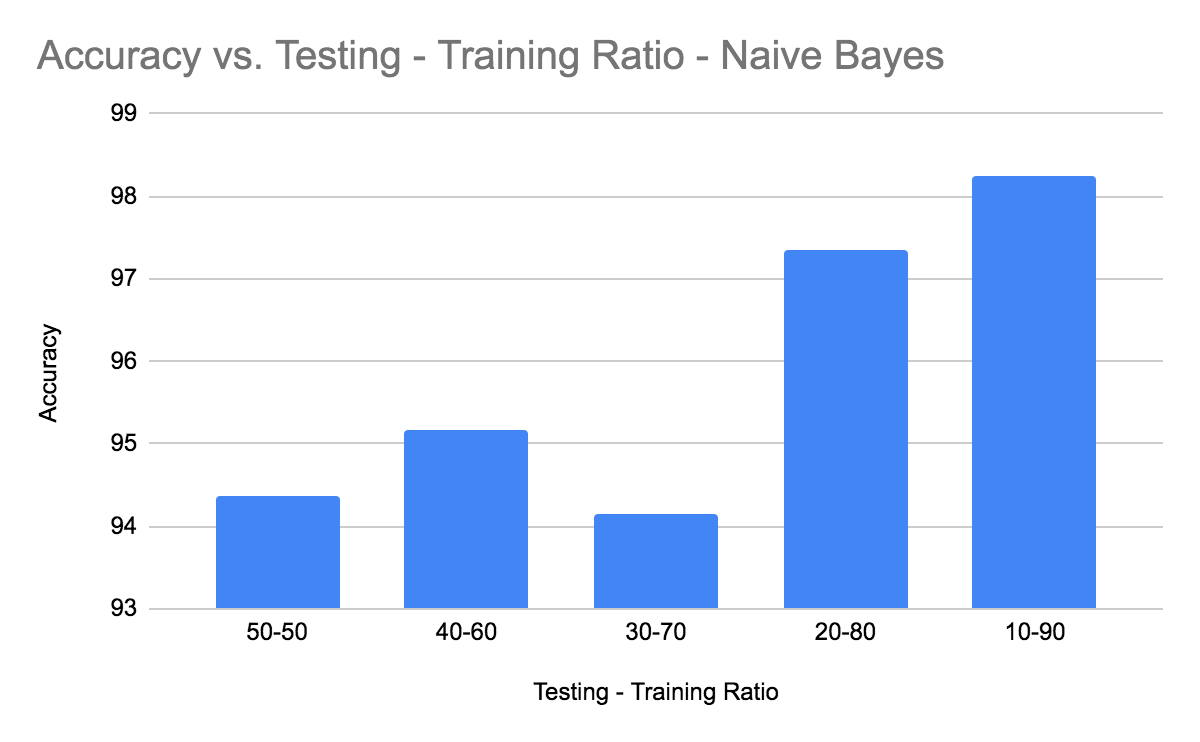 Accuracy vs. Testing - Training Ratio - Naive Bayes
99
98
97
96
95
94
93
Accuracy
50-50 40-60 30-70 20-80 10-90
Testing - Training Ratio